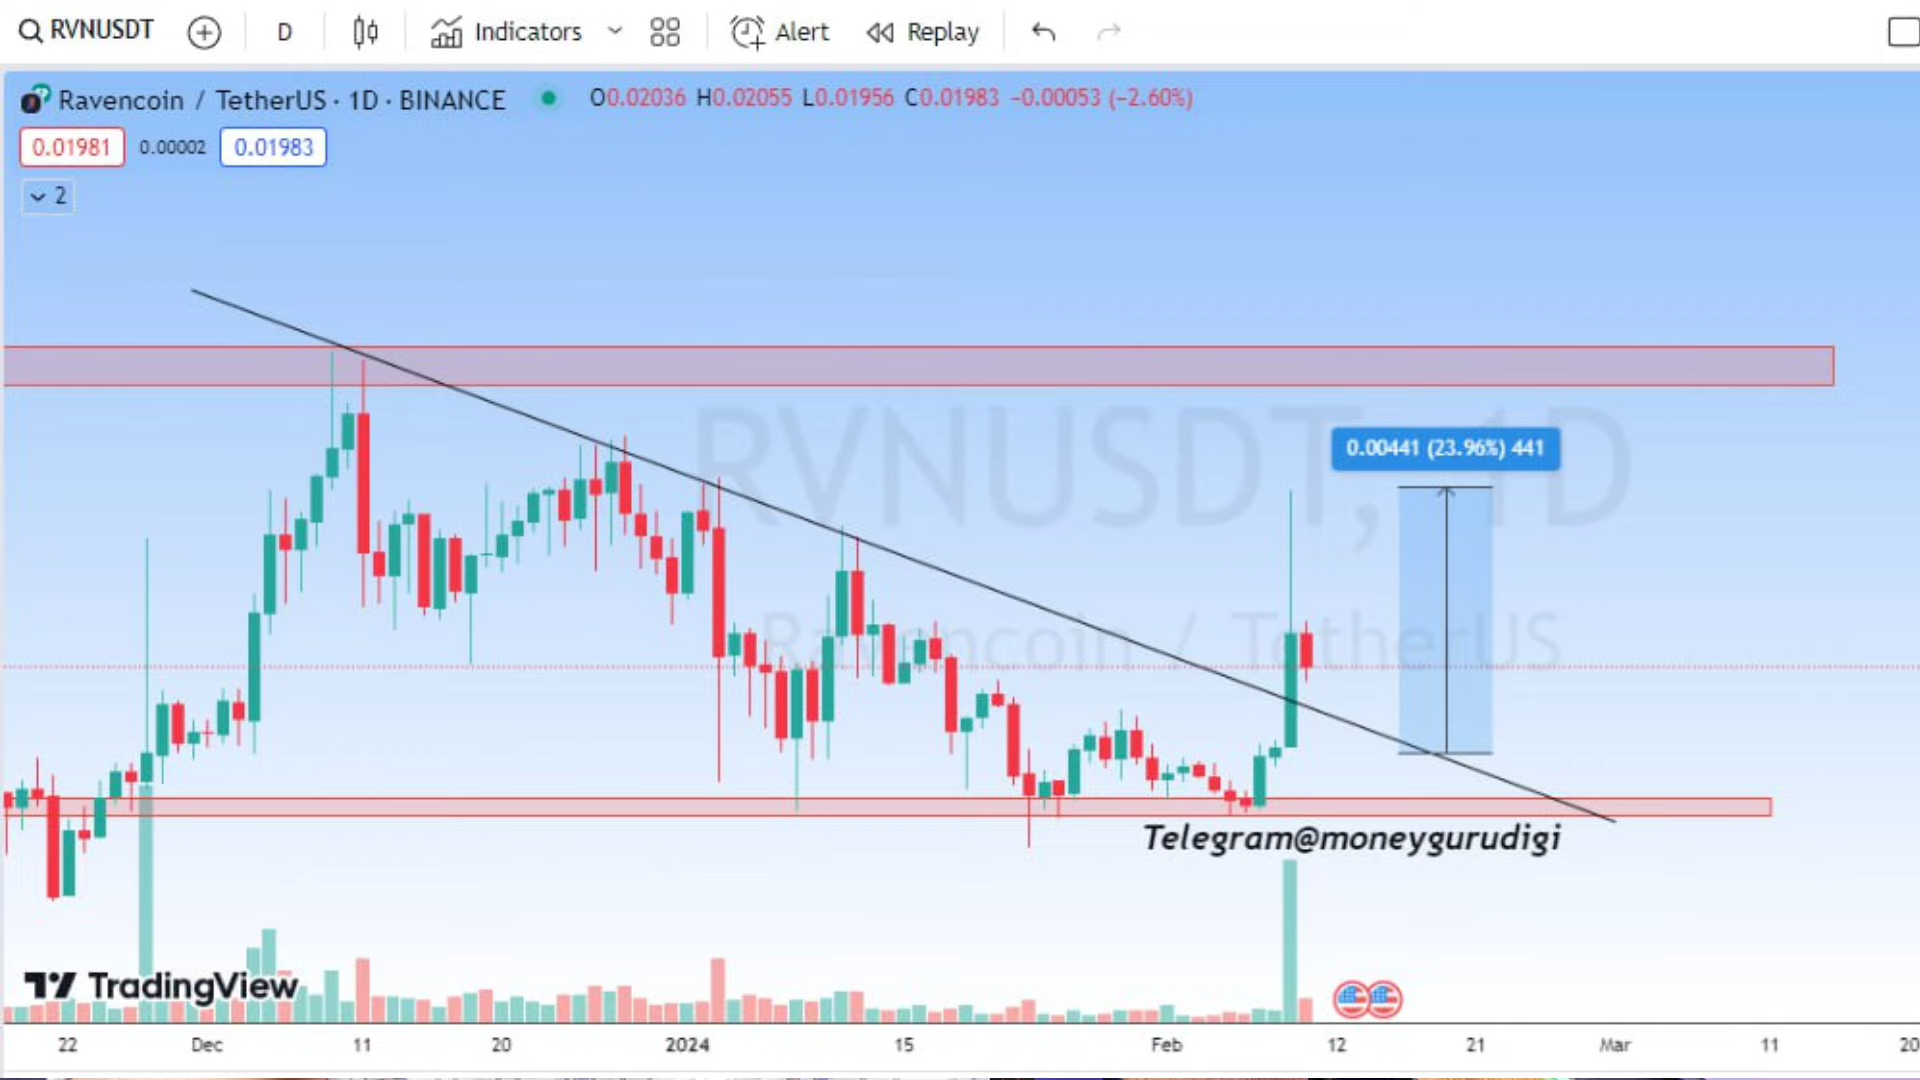 RVNUSDT D Indicators Alert Replay
Ravencoin / TetherUS · 1D · BINANCE O0.02036 H0.02055 L0.01956 C0.01983 −0.00053 (−2.60%)
0.01981 0.00002 0.01983
2
RVNUSDT, 1D
0.00441 (23.96%) 441
Ravencoin / TetherUS
Telegram@moneygurudigi
TradingView
22 Dec 11 20 2024 15 Feb 12 21 Mar 11 20